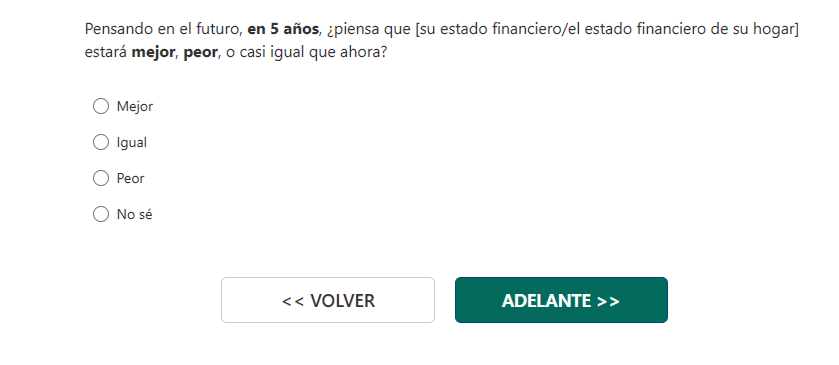 Pensando en el futuro, en 5 años, ¿piensa que [su estado financiero/el estado financiero de su hogar]
estará mejor, peor, o casi igual que ahora?
Mejor
Igual
Peor
No sé
<< VOLVER
ADELANTE >>